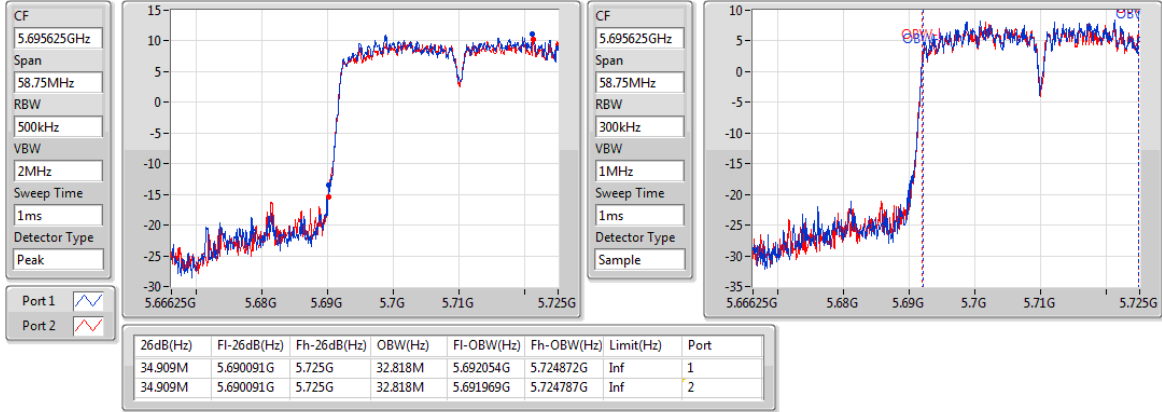 CF
5.695625GHz
Span
58.75MHz
RBW
500kHz
VBW
2MHz
Sweep Time
1ms
Detector Type
Peak
Port 1
Port 2
15
10
5
0
-5
-10
-15
-20
-25
-30
5.66625G 5.68G 5.69G 5.7G 5.71G 5.725G
CF
5.695625GHz
Span
58.75MHz
RBW
300kHz
VBW
1MHz
Sweep Time
1ms
Detector Type
Sample
10
5
0
-5
-10
-15
-20
-25
-30
-35
OBW
OBW
OBW
5.66625G 5.68G 5.69G 5.7G 5.71G 5.725G
26dB(Hz) Fl-26dB(Hz) Fh-26dB(Hz) OBW(Hz) Fl-OBW(Hz) Fh-OBW(Hz) Limit(Hz) Port
34.909M 5.690091G 5.725G 32.818M 5.692054G 5.724872G Inf 1
34.909M 5.690091G 5.725G 32.818M 5.691969G 5.724787G Inf 2